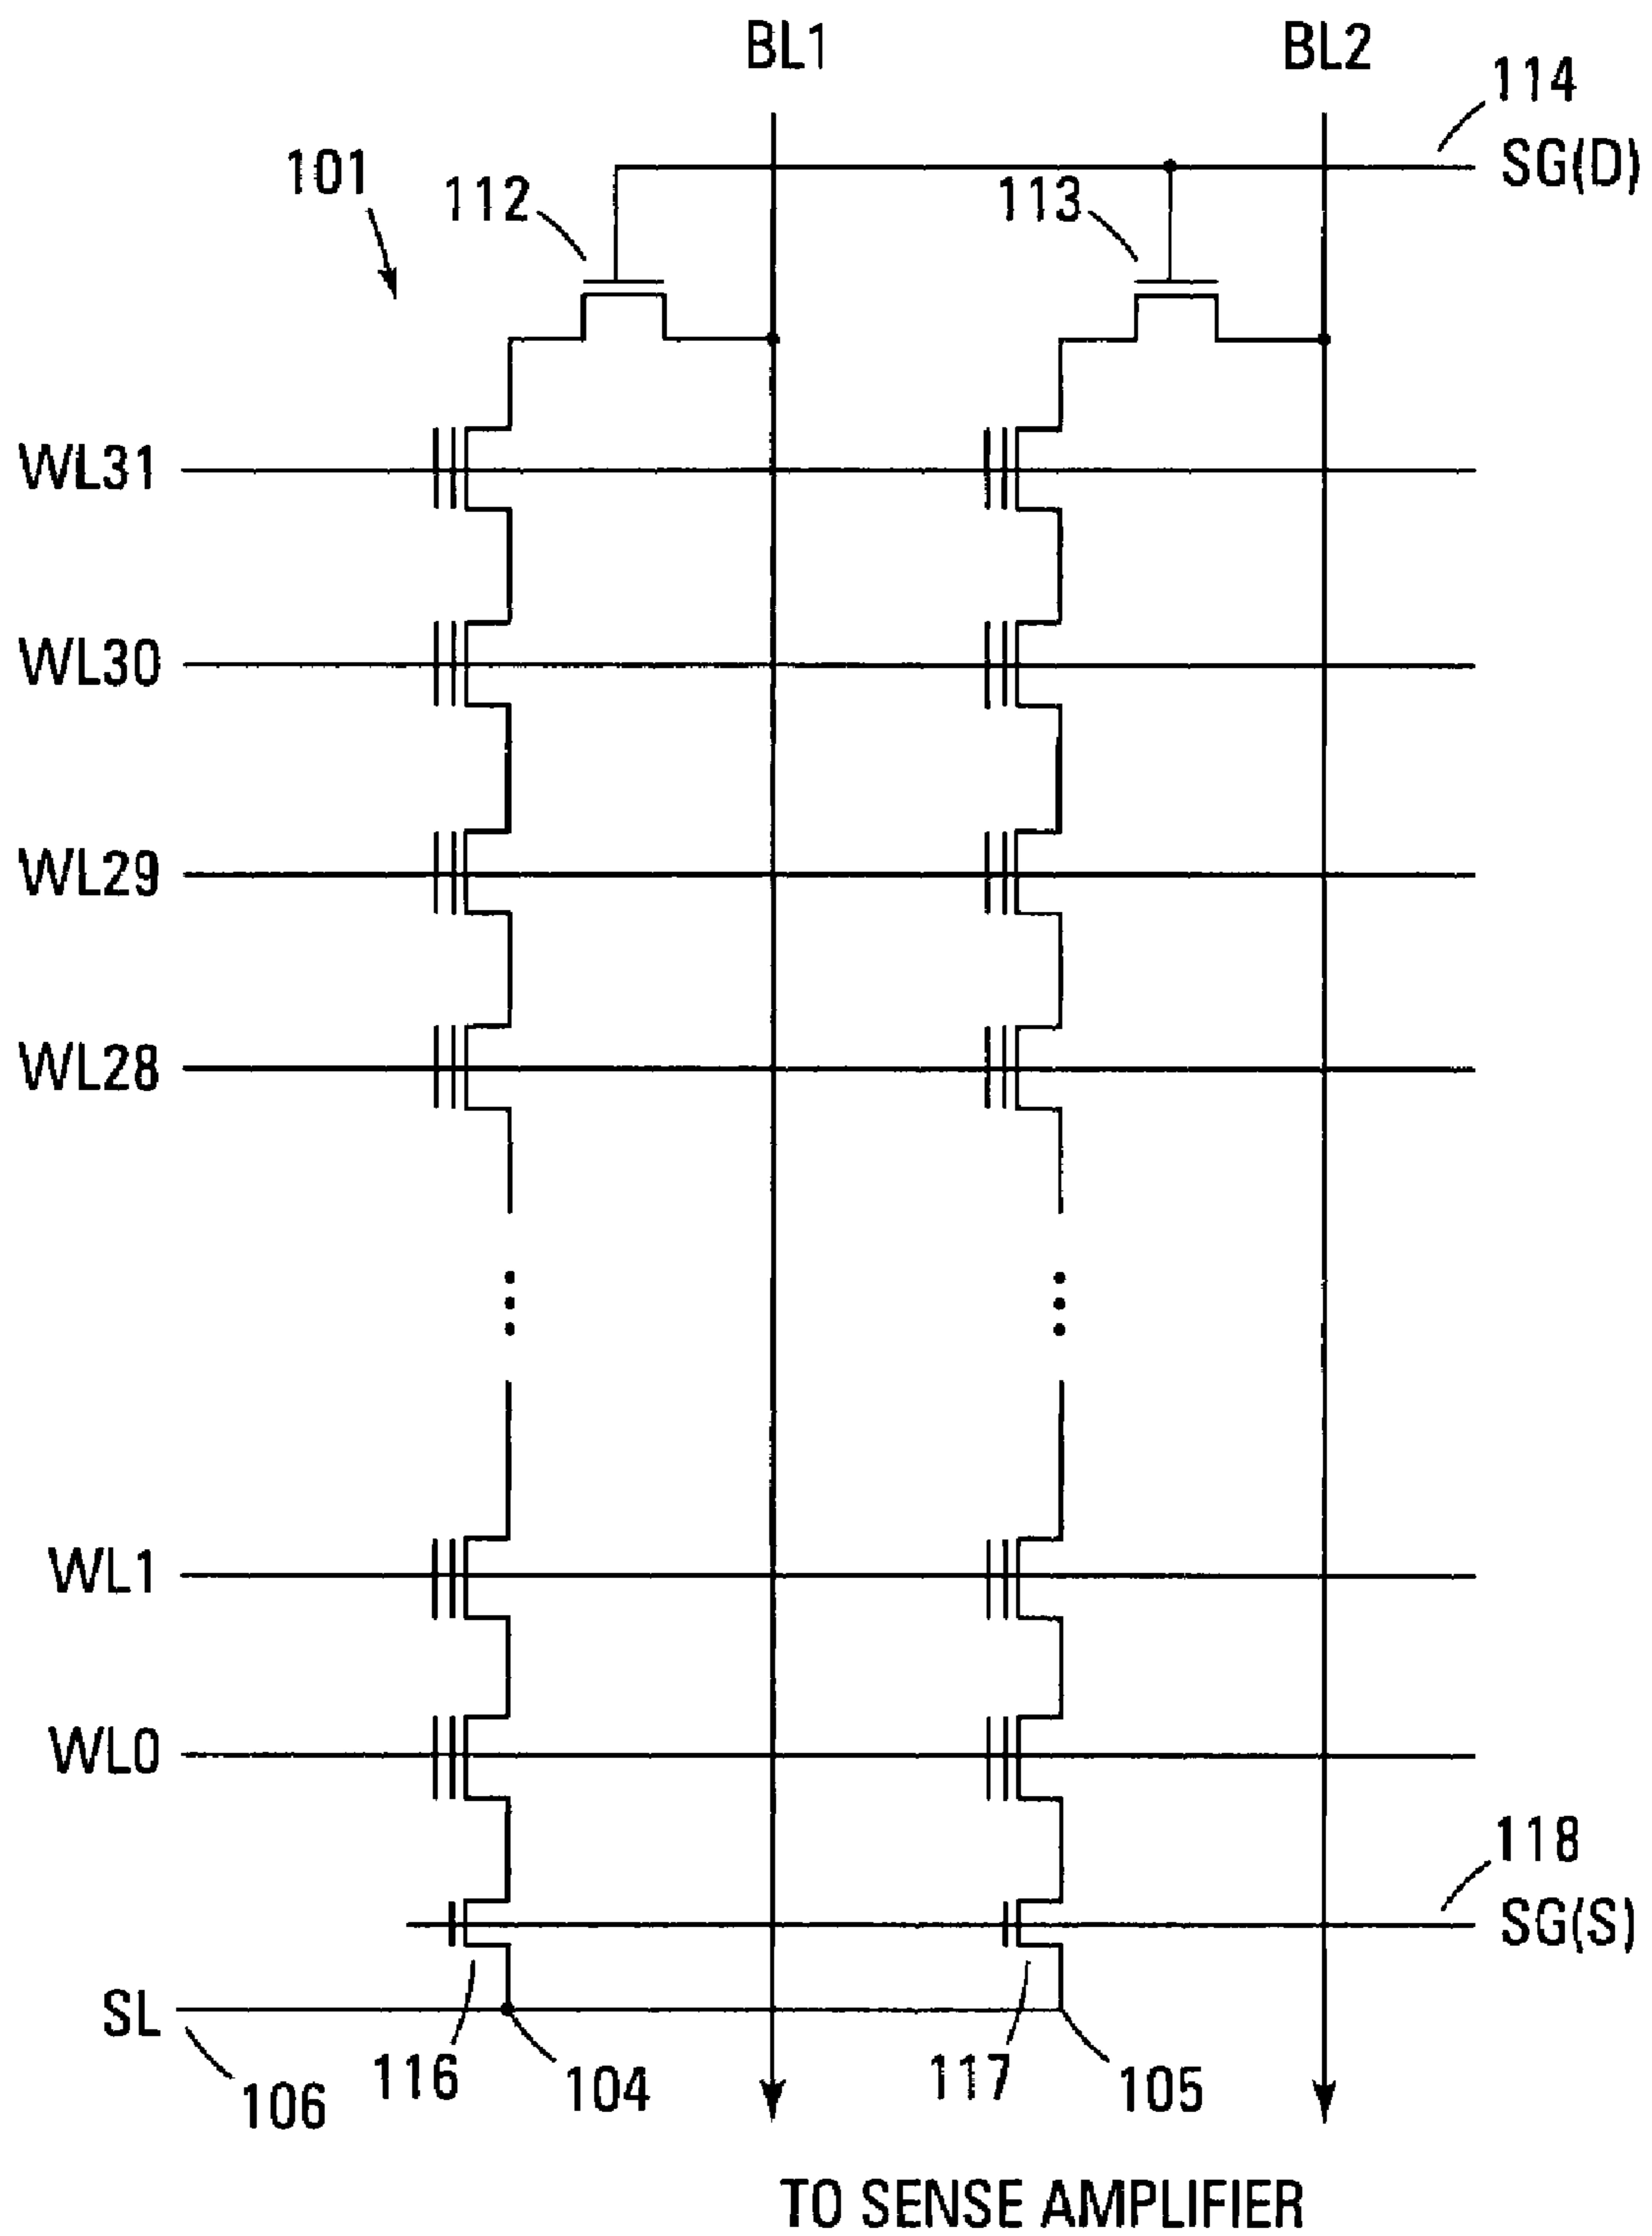 BL1
BL2
114
SG(D)
101
112
113
WL31
WL30
WL29
WL28
WL1
WL0
118
SG(S)
SL
106
116
104
117
105
TO SENSE AMPLIFIER